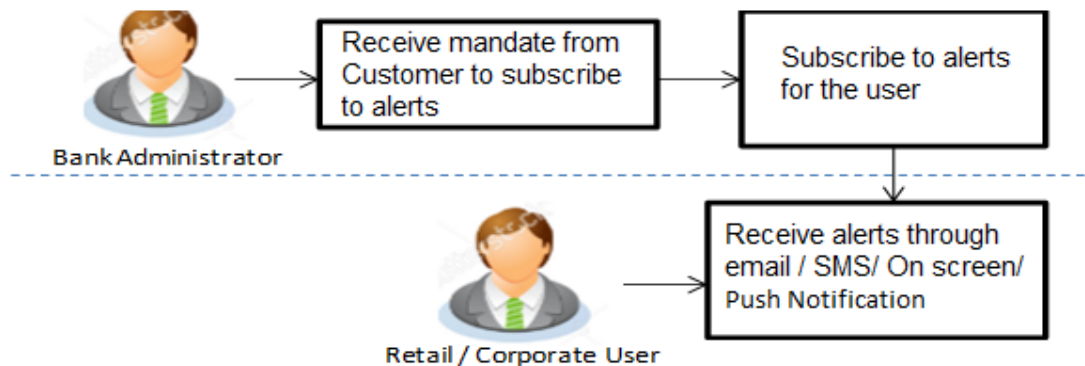 Receive mandate from
Customer to subscribe
to alerts
Subscribe to alerts
for the user
Bank Administrator
Receive alerts through
email / SMS/ On screen/
Push Notification
Retail / Corporate User